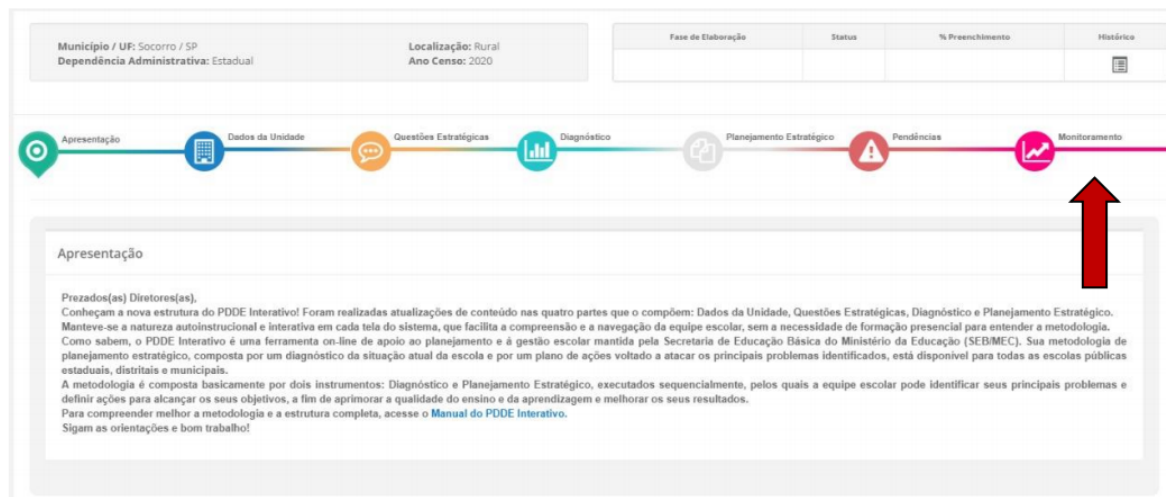 Município / UF: Socorro / SP
Localização: Rural
Dependência Administrativa: Estadual
Ano Censo: 2020
Fase de Elaboração
Status
% Preenchimento
Histórico
Apresentação
Dados da Unidade
Questões Estratégicas
Diagnóstico
Planejamento Estratégico
Pendências
Monitoramento
Apresentação
Prezados(as) Diretores(as),
Conheçam a nova estrutura do PDDE Interativo! Foram realizadas atualizações de conteúdo nas quatro partes que o compõem: Dados da Unidade, Questões Estratégicas, Diagnóstico e Planejamento Estratégico.
Manteve-se a natureza autoinstrucional e interativa em cada tela do sistema, que facilita a compreensão e a navegação da equipe escolar, sem a necessidade de formação presencial para entender a metodologia.
Como sabem, o PDDE Interativo é uma ferramenta on-line de apoio ao planejamento e à gestão escolar mantida pela Secretaria de Educação Básica do Ministério da Educação (SEB/MEC). Sua metodologia de
planejamento estratégico, composta por um diagnóstico da situação atual da escola e por um plano de ações voltado a atacar os principais problemas identificados, está disponível para todas as escolas públicas
estaduais, distritais e municipais.
A metodologia é composta basicamente por dois instrumentos: Diagnóstico e Planejamento Estratégico, executados sequencialmente, pelos quais a equipe escolar pode identificar seus principais problemas e
definir ações para alcançar os seus objetivos, a fim de aprimorar a qualidade do ensino e da aprendizagem e melhorar os seus resultados.
Para compreender melhor a metodologia e a estrutura completa, acesse o Manual do PDDE Interativo.
Sigam as orientações e bom trabalho!